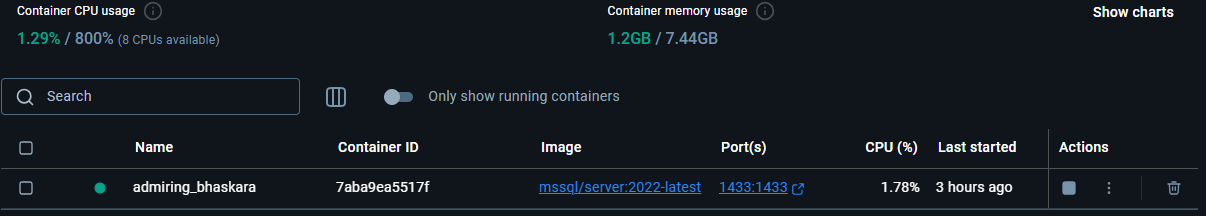 Container CPU usage
Container memory usage
Show charts
1.29% / 800% (8 CPUs available)
1.2GB / 7.44GB
Search
Only show running containers
Name Container ID Image Port(s) CPU (%) Last started Actions
admiring_bhaskara 7aba9ea5517f mssql/server:2022-latest 1433:1433 1.78% 3 hours ago